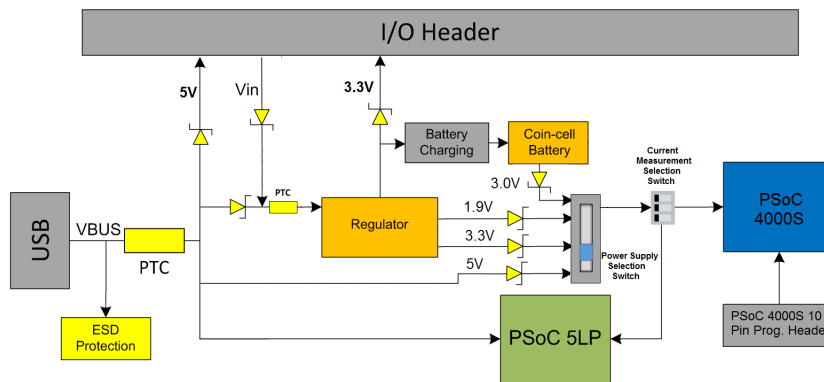 I/O Header
5V
Vin
3.3V
Battery
Charging
Coin-cell
Battery
Current
Measurement
Selection
Switch
3.0V
PTC
PSoC
4000S
USB
VBUS
PTC
Regulator
1.9V
3.3V
5V
Power Supply
Selection
Switch
ESD
Protection
PSoC 5LP
PSoC 4000S 10
Pin Prog. Heade